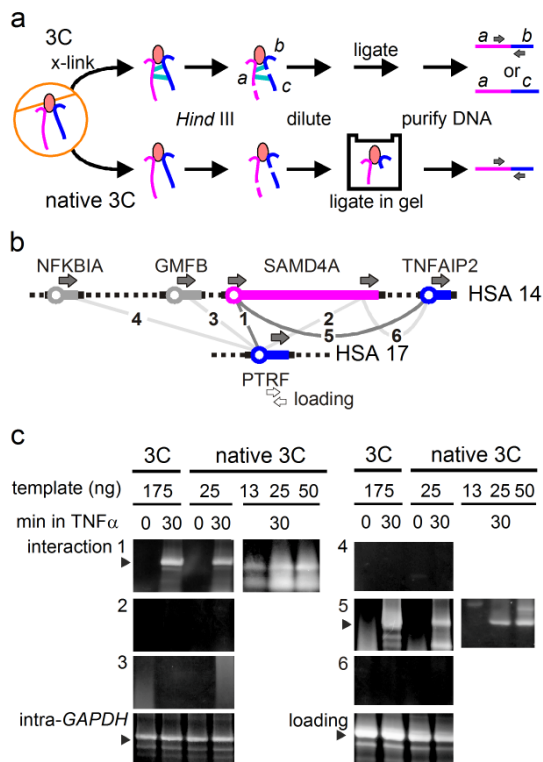 a
3C
x-link
ligate
a
b
c
a b
or
a c
Hind III
dilute
purify DNA
native 3C
ligate in gel
b
NFKBIA GMFB SAMD4A TNFAIP2
4 3 1 2 5 6
HSA 14
HSA 17
PTRF
loading
c
3C native 3C 3C native 3C
template (ng) 175 25 13 25 50 175 25 13 25 50
min in TNFα 0 30 0 30 30 0 30 0 30 30
interaction 1 4
2 5
3 6
intra-GAPDH loading